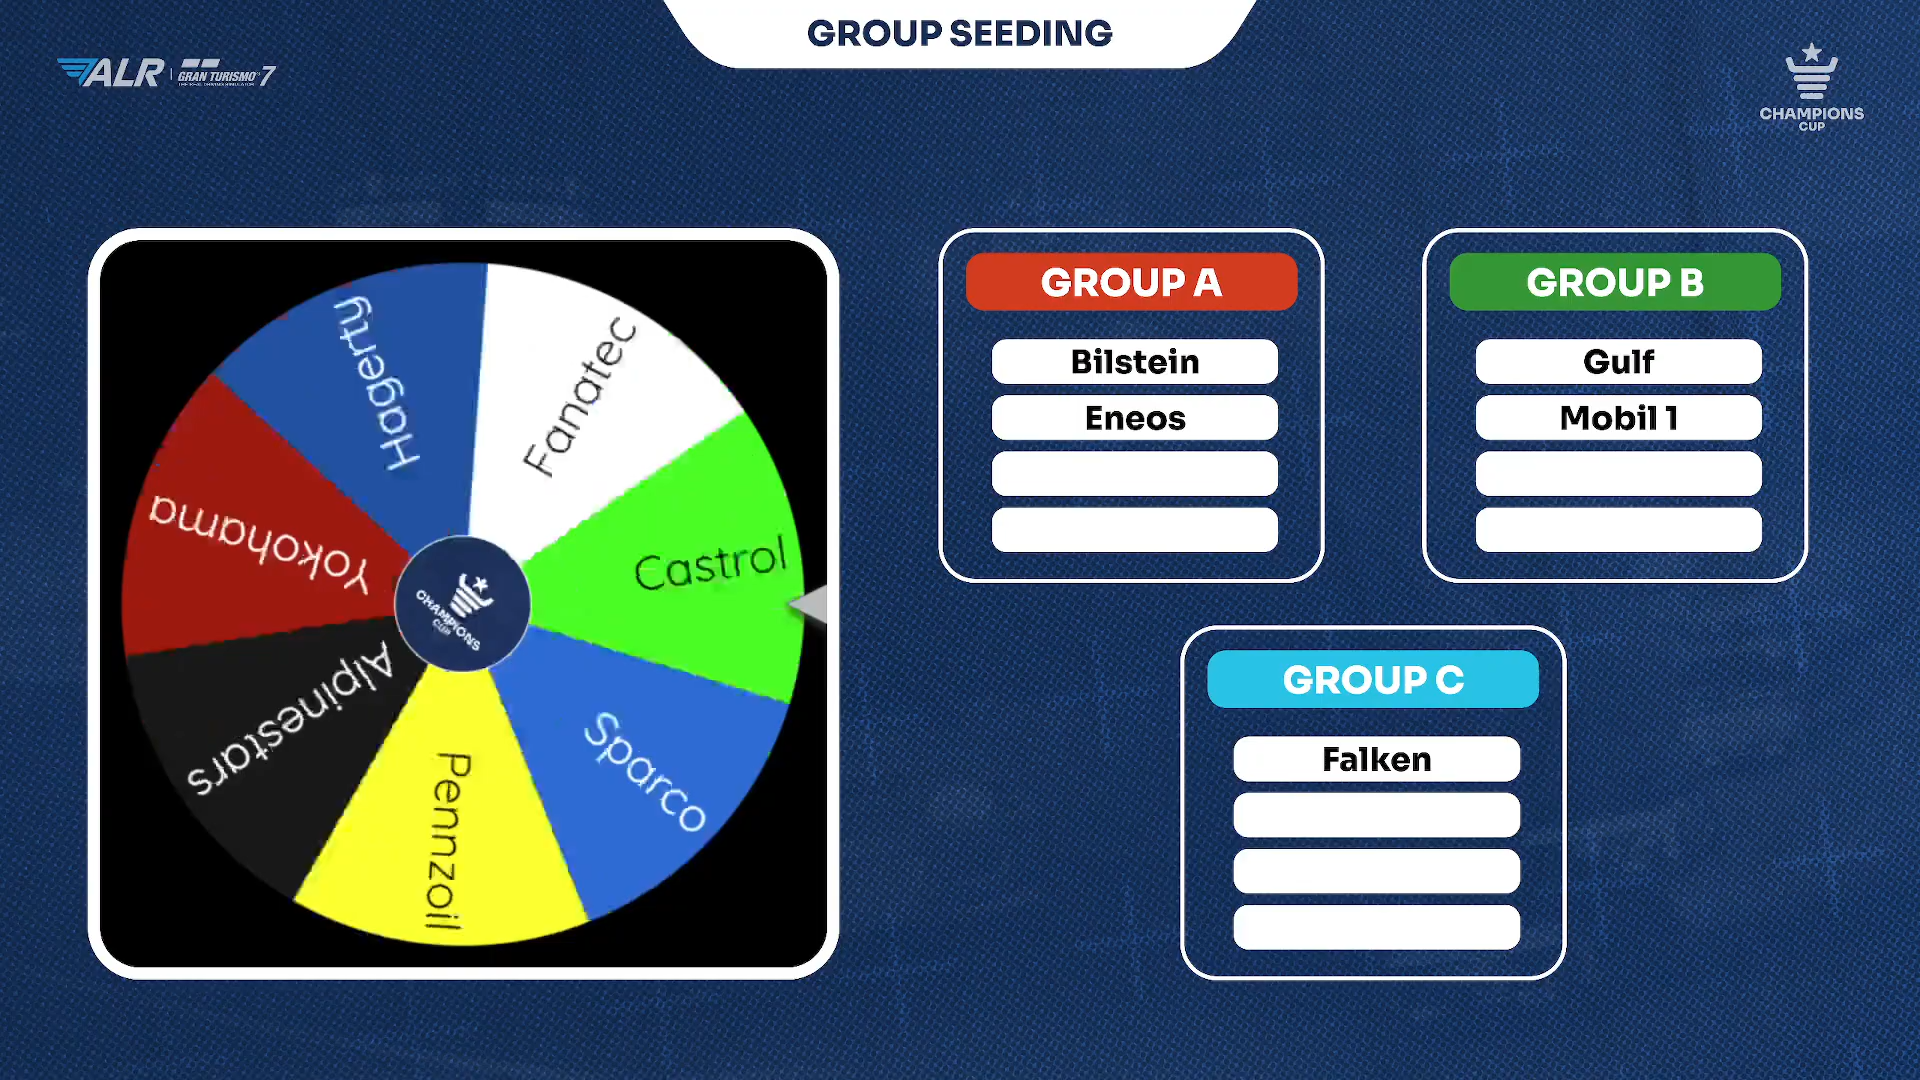 GROUP SEEDING
ALR
GRAN TURISMO 7
CHAMPIONS
CUP
Hagerty
Fanatec
Castrol
Sparco
Pennzoil
Alpinestars
Yokohama
CHAMPIONS
CUP
GROUP A
Bilstein
Eneos
GROUP B
Gulf
Mobil 1
GROUP C
Falken